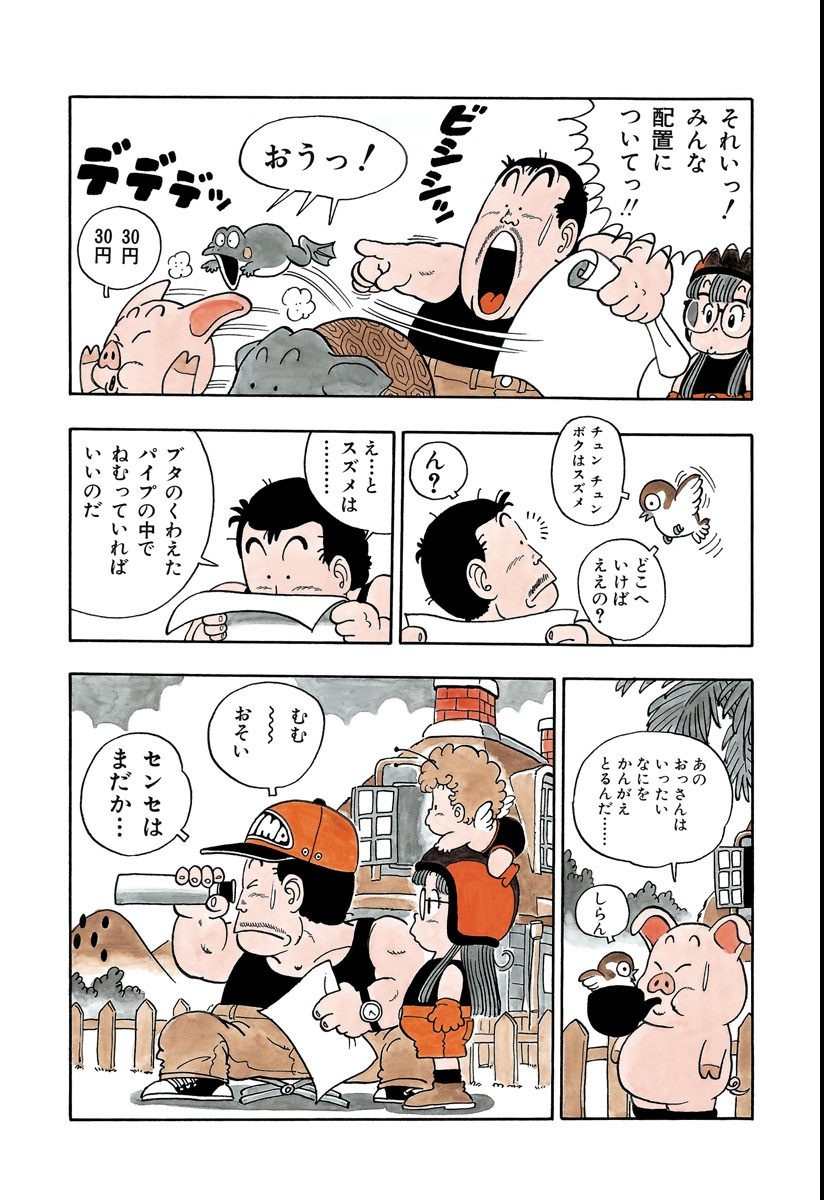 それいっ！
みんな
配置に
ついてっ!!
ビシシッ
おうっ！
デデデッ
30円
30円
チュン チュン
ボクはスズメ
どこへ
いけば
ええの？
ん？
え…と
スズメは
………
ブタのくわえた
パイプの中で
ねむっていれば
いいのだ
あの
おっさんは
いったい
なにを
かんがえ
とるんだ……
しらん
むむ
～～
おそい
センセは
まだか…